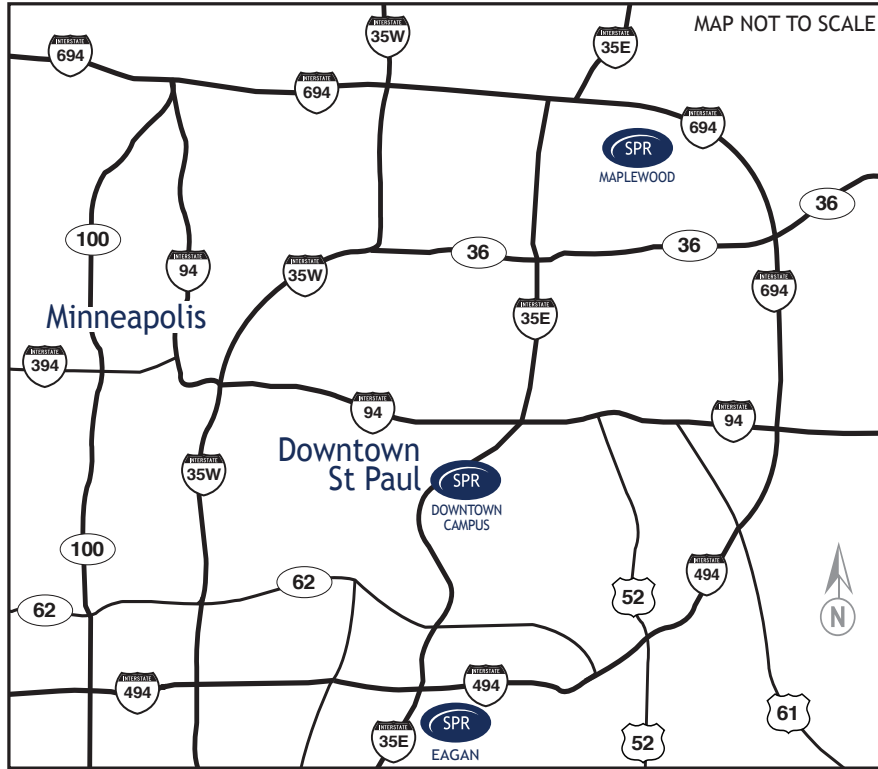 MAP NOT TO SCALE
INTERSTATE
35W
INTERSTATE
35E
INTERSTATE
694
INTERSTATE
694
INTERSTATE
694
SPR
MAPLEWOOD
36
100
36
36
INTERSTATE
94
INTERSTATE
35W
INTERSTATE
694
INTERSTATE
35E
Minneapolis
INTERSTATE
394
INTERSTATE
94
INTERSTATE
94
Downtown
St Paul
INTERSTATE
35W
SPR
DOWNTOWN
CAMPUS
100
INTERSTATE
494
62
52
62
N
INTERSTATE
494
INTERSTATE
494
61
SPR
EAGAN
INTERSTATE
35E
52